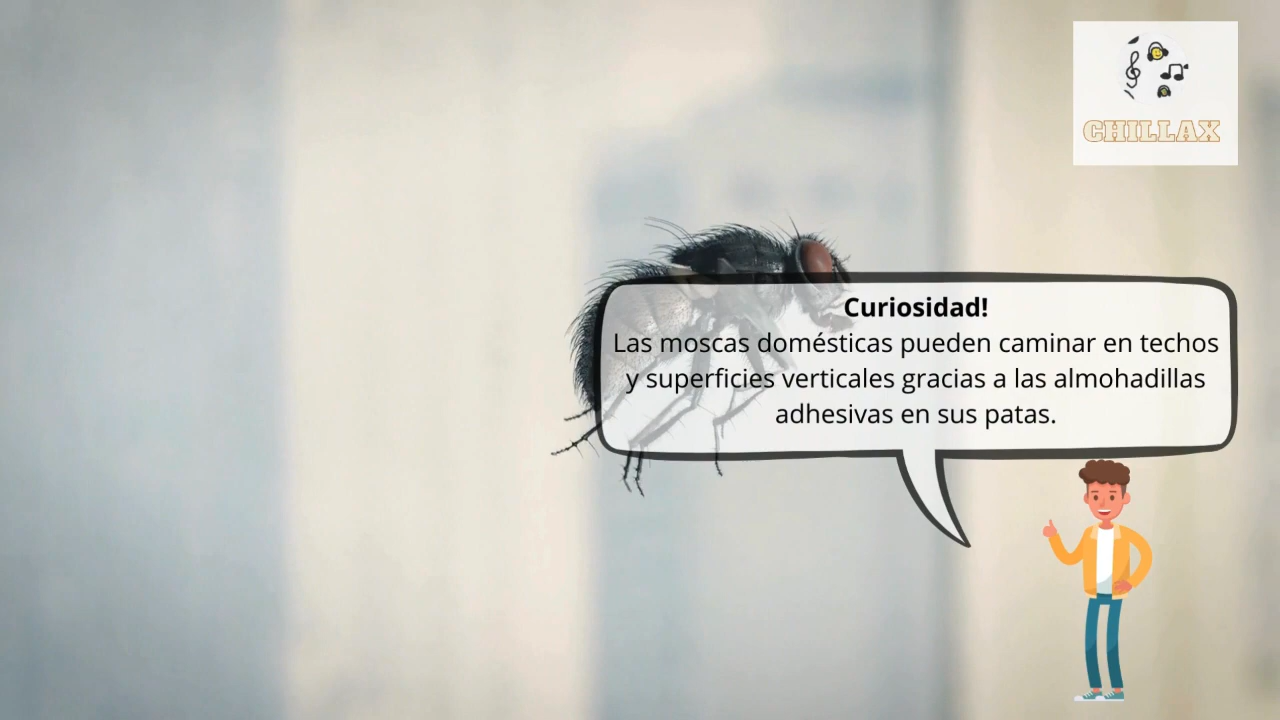 CHILLAX
Curiosidad!
Las moscas domésticas pueden caminar en techos
y superficies verticales gracias a las almohadillas
adhesivas en sus patas.